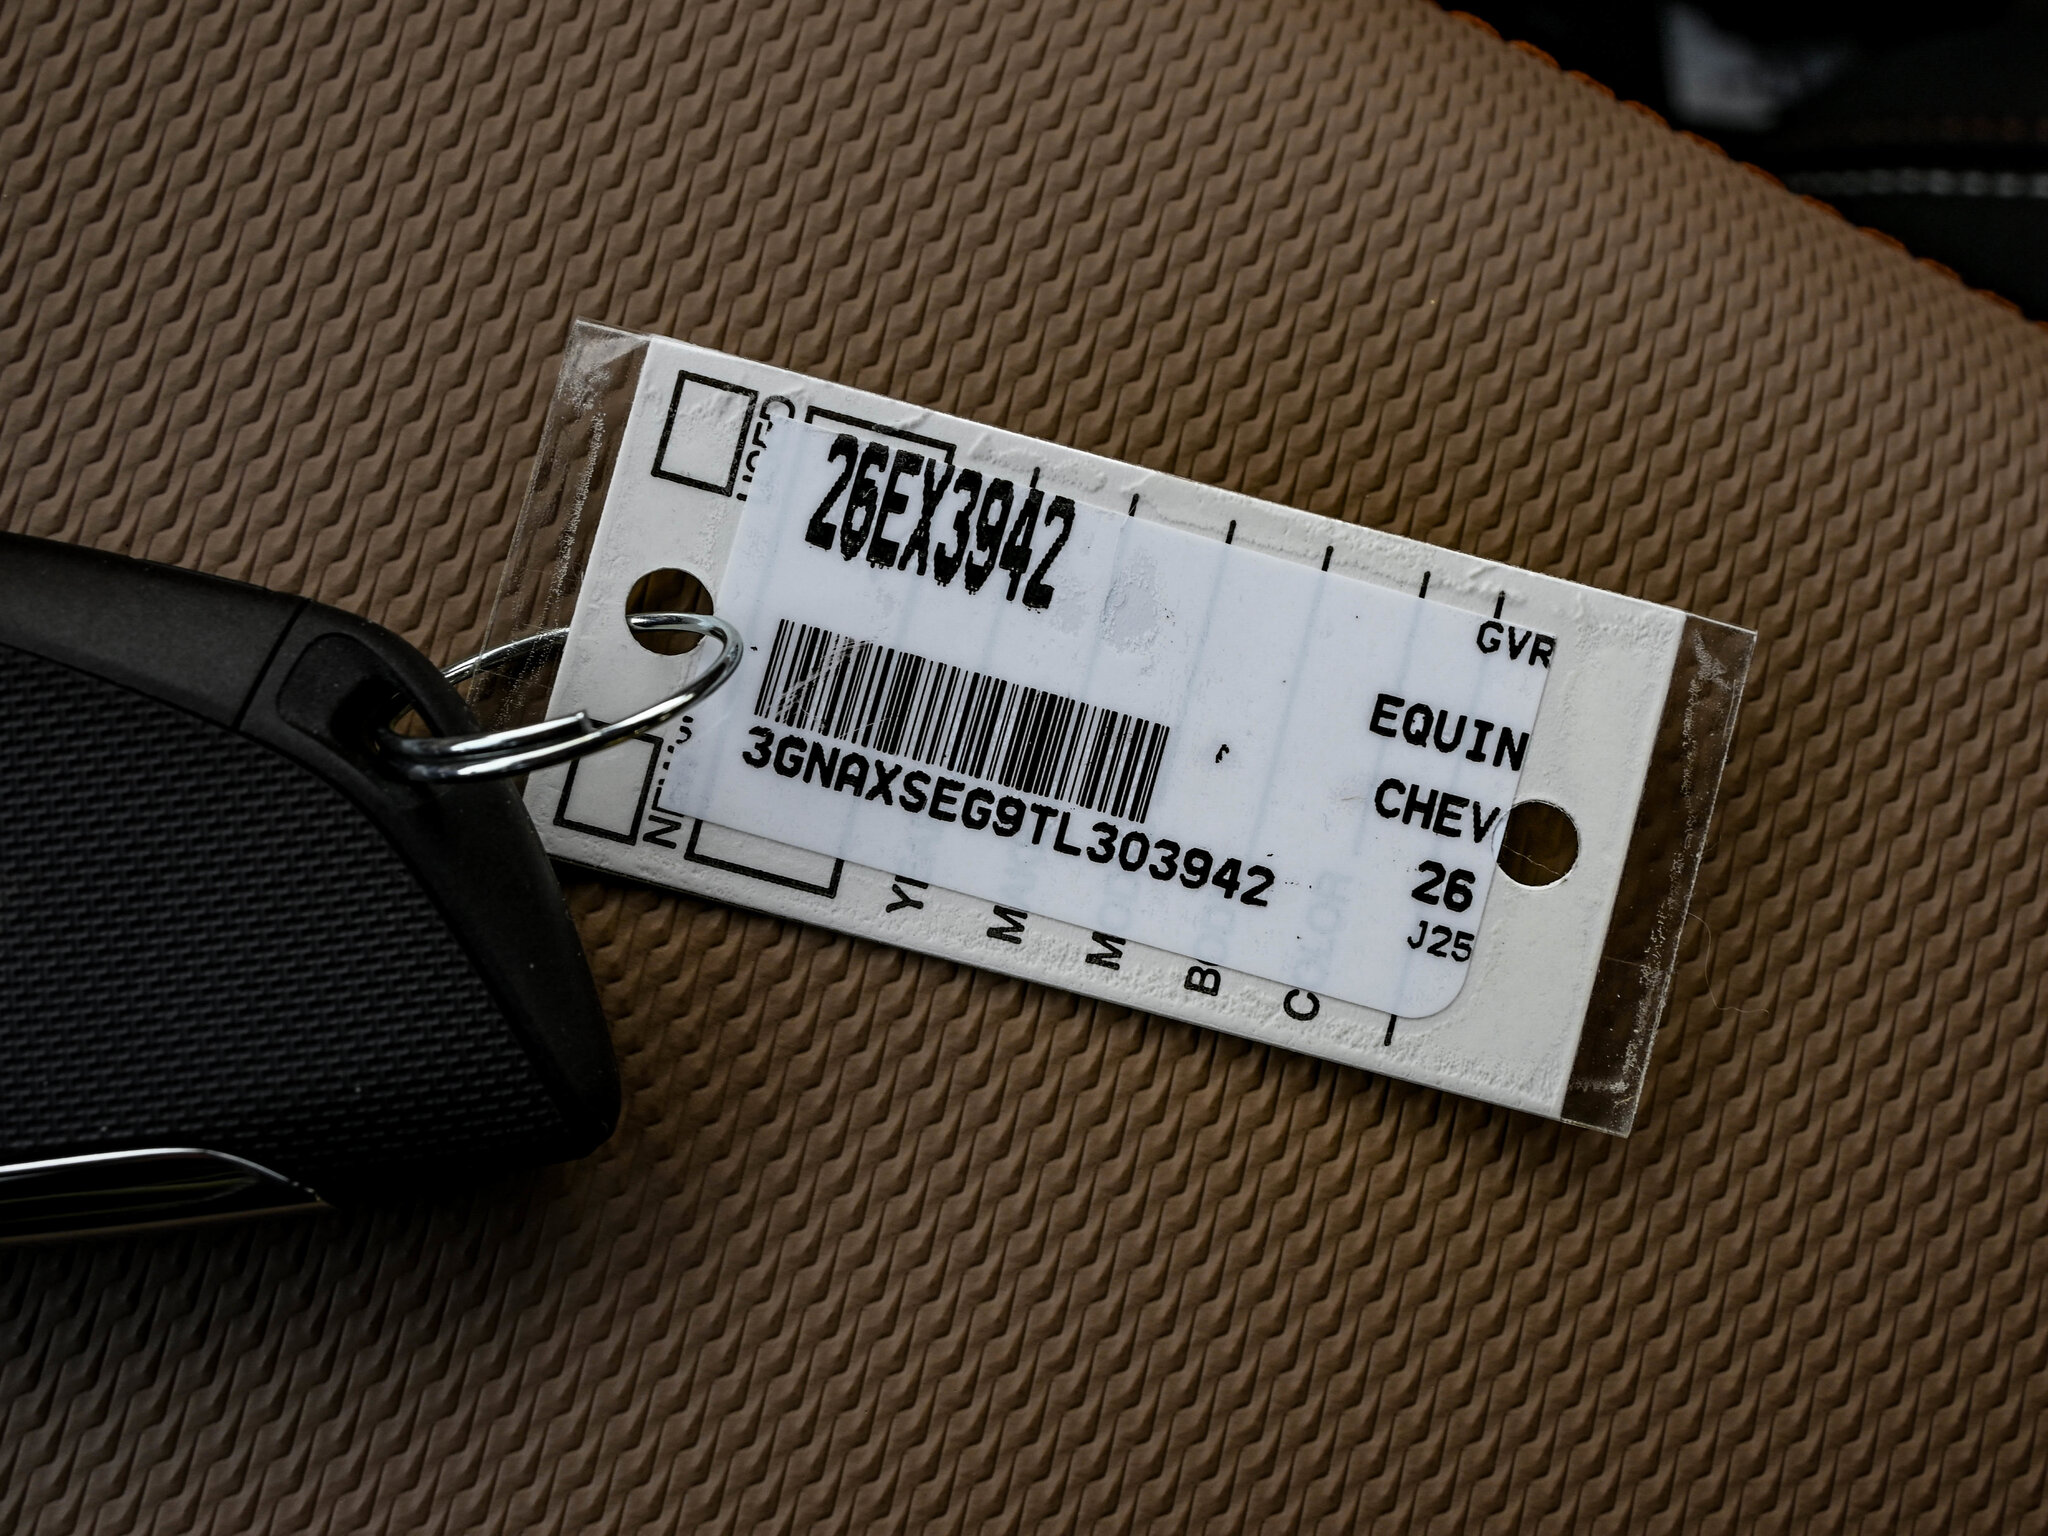 26EX3942
3GNAXSEG9TL303942
GVR
EQUIN
CHEV
26
J25